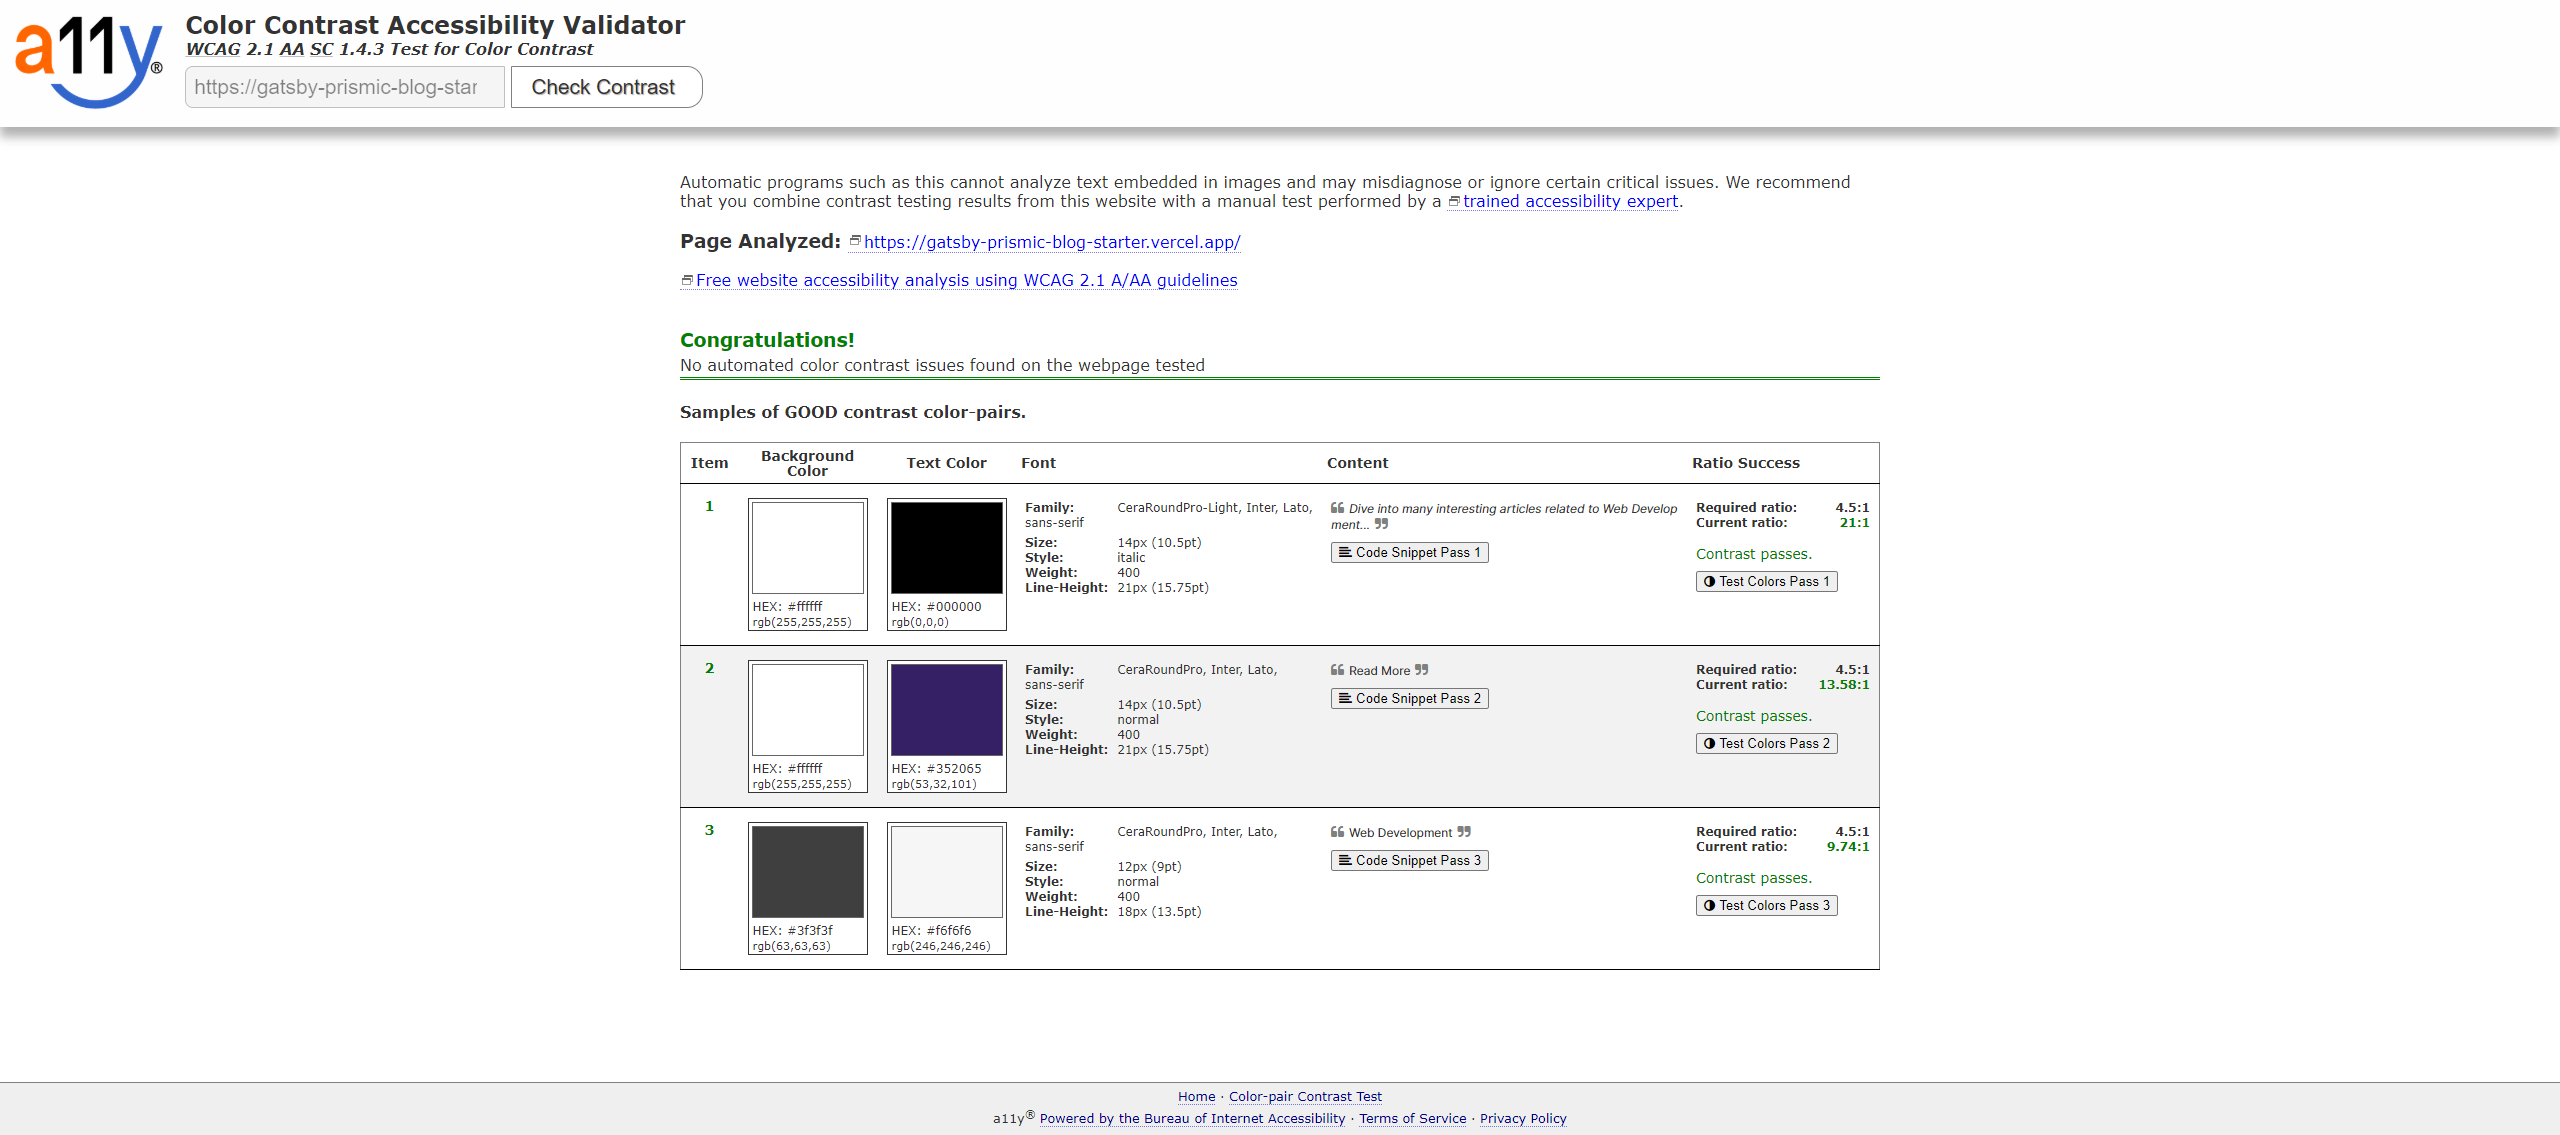 a11y®
Color Contrast Accessibility Validator
WCAG 2.1 AA SC 1.4.3 Test for Color Contrast
https://gatsby-prismic-blog-star
Check Contrast
Automatic programs such as this cannot analyze text embedded in images and may misdiagnose or ignore certain critical issues. We recommend
that you combine contrast testing results from this website with a manual test performed by a trained accessibility expert.
Page Analyzed: https://gatsby-prismic-blog-starter.vercel.app/
Free website accessibility analysis using WCAG 2.1 A/AA guidelines
Congratulations!
No automated color contrast issues found on the webpage tested
Samples of GOOD contrast color-pairs.
Item
Background
Color
Text Color
Font
Content
Ratio Success
1
HEX: #ffffff
rgb(255,255,255)
HEX: #000000
rgb(0,0,0)
Family: CeraRoundPro-Light, Inter, Lato,
sans-serif
Size: 14px (10.5pt)
Style: italic
Weight: 400
Line-Height: 21px (15.75pt)
Dive into many interesting articles related to Web Develop
ment...
Code Snippet Pass 1
Required ratio: 4.5:1
Current ratio: 21:1
Contrast passes.
Test Colors Pass 1
2
HEX: #ffffff
rgb(255,255,255)
HEX: #352065
rgb(53,32,101)
Family: CeraRoundPro, Inter, Lato,
sans-serif
Size: 14px (10.5pt)
Style: normal
Weight: 400
Line-Height: 21px (15.75pt)
Read More
Code Snippet Pass 2
Required ratio: 4.5:1
Current ratio: 13.58:1
Contrast passes.
Test Colors Pass 2
3
HEX: #3f3f3f
rgb(63,63,63)
HEX: #f6f6f6
rgb(246,246,246)
Family: CeraRoundPro, Inter, Lato,
sans-serif
Size: 12px (9pt)
Style: normal
Weight: 400
Line-Height: 18px (13.5pt)
Web Development
Code Snippet Pass 3
Required ratio: 4.5:1
Current ratio: 9.74:1
Contrast passes.
Test Colors Pass 3
Home · Color-pair Contrast Test
a11y® Powered by the Bureau of Internet Accessibility · Terms of Service · Privacy Policy